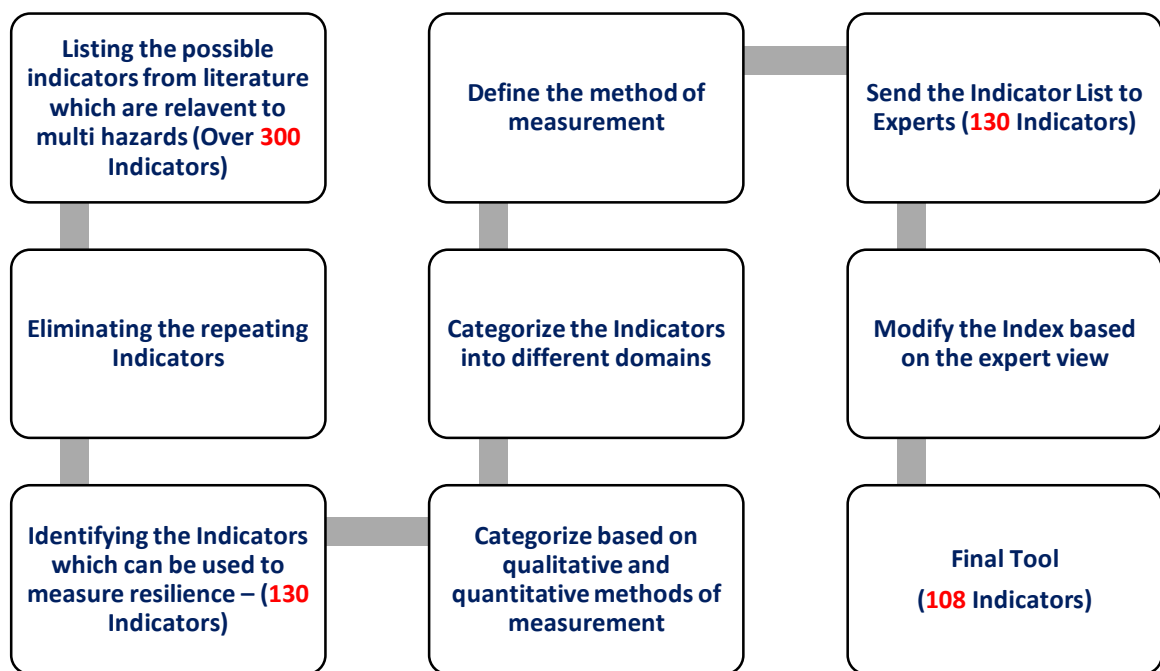 Listing the possible
indicators from literature
which are relavent to
multi hazards (Over 300
Indicators)
Eliminating the repeating
Indicators
Identifying the Indicators
which can be used to
measure resilience – (130
Indicators)
Categorize based on
qualitative and
quantitative methods of
measurement
Categorize the Indicators
into different domains
Define the method of
measurement
Send the Indicator List to
Experts (130 Indicators)
Modify the Index based
on the expert view
Final Tool
(108 Indicators)